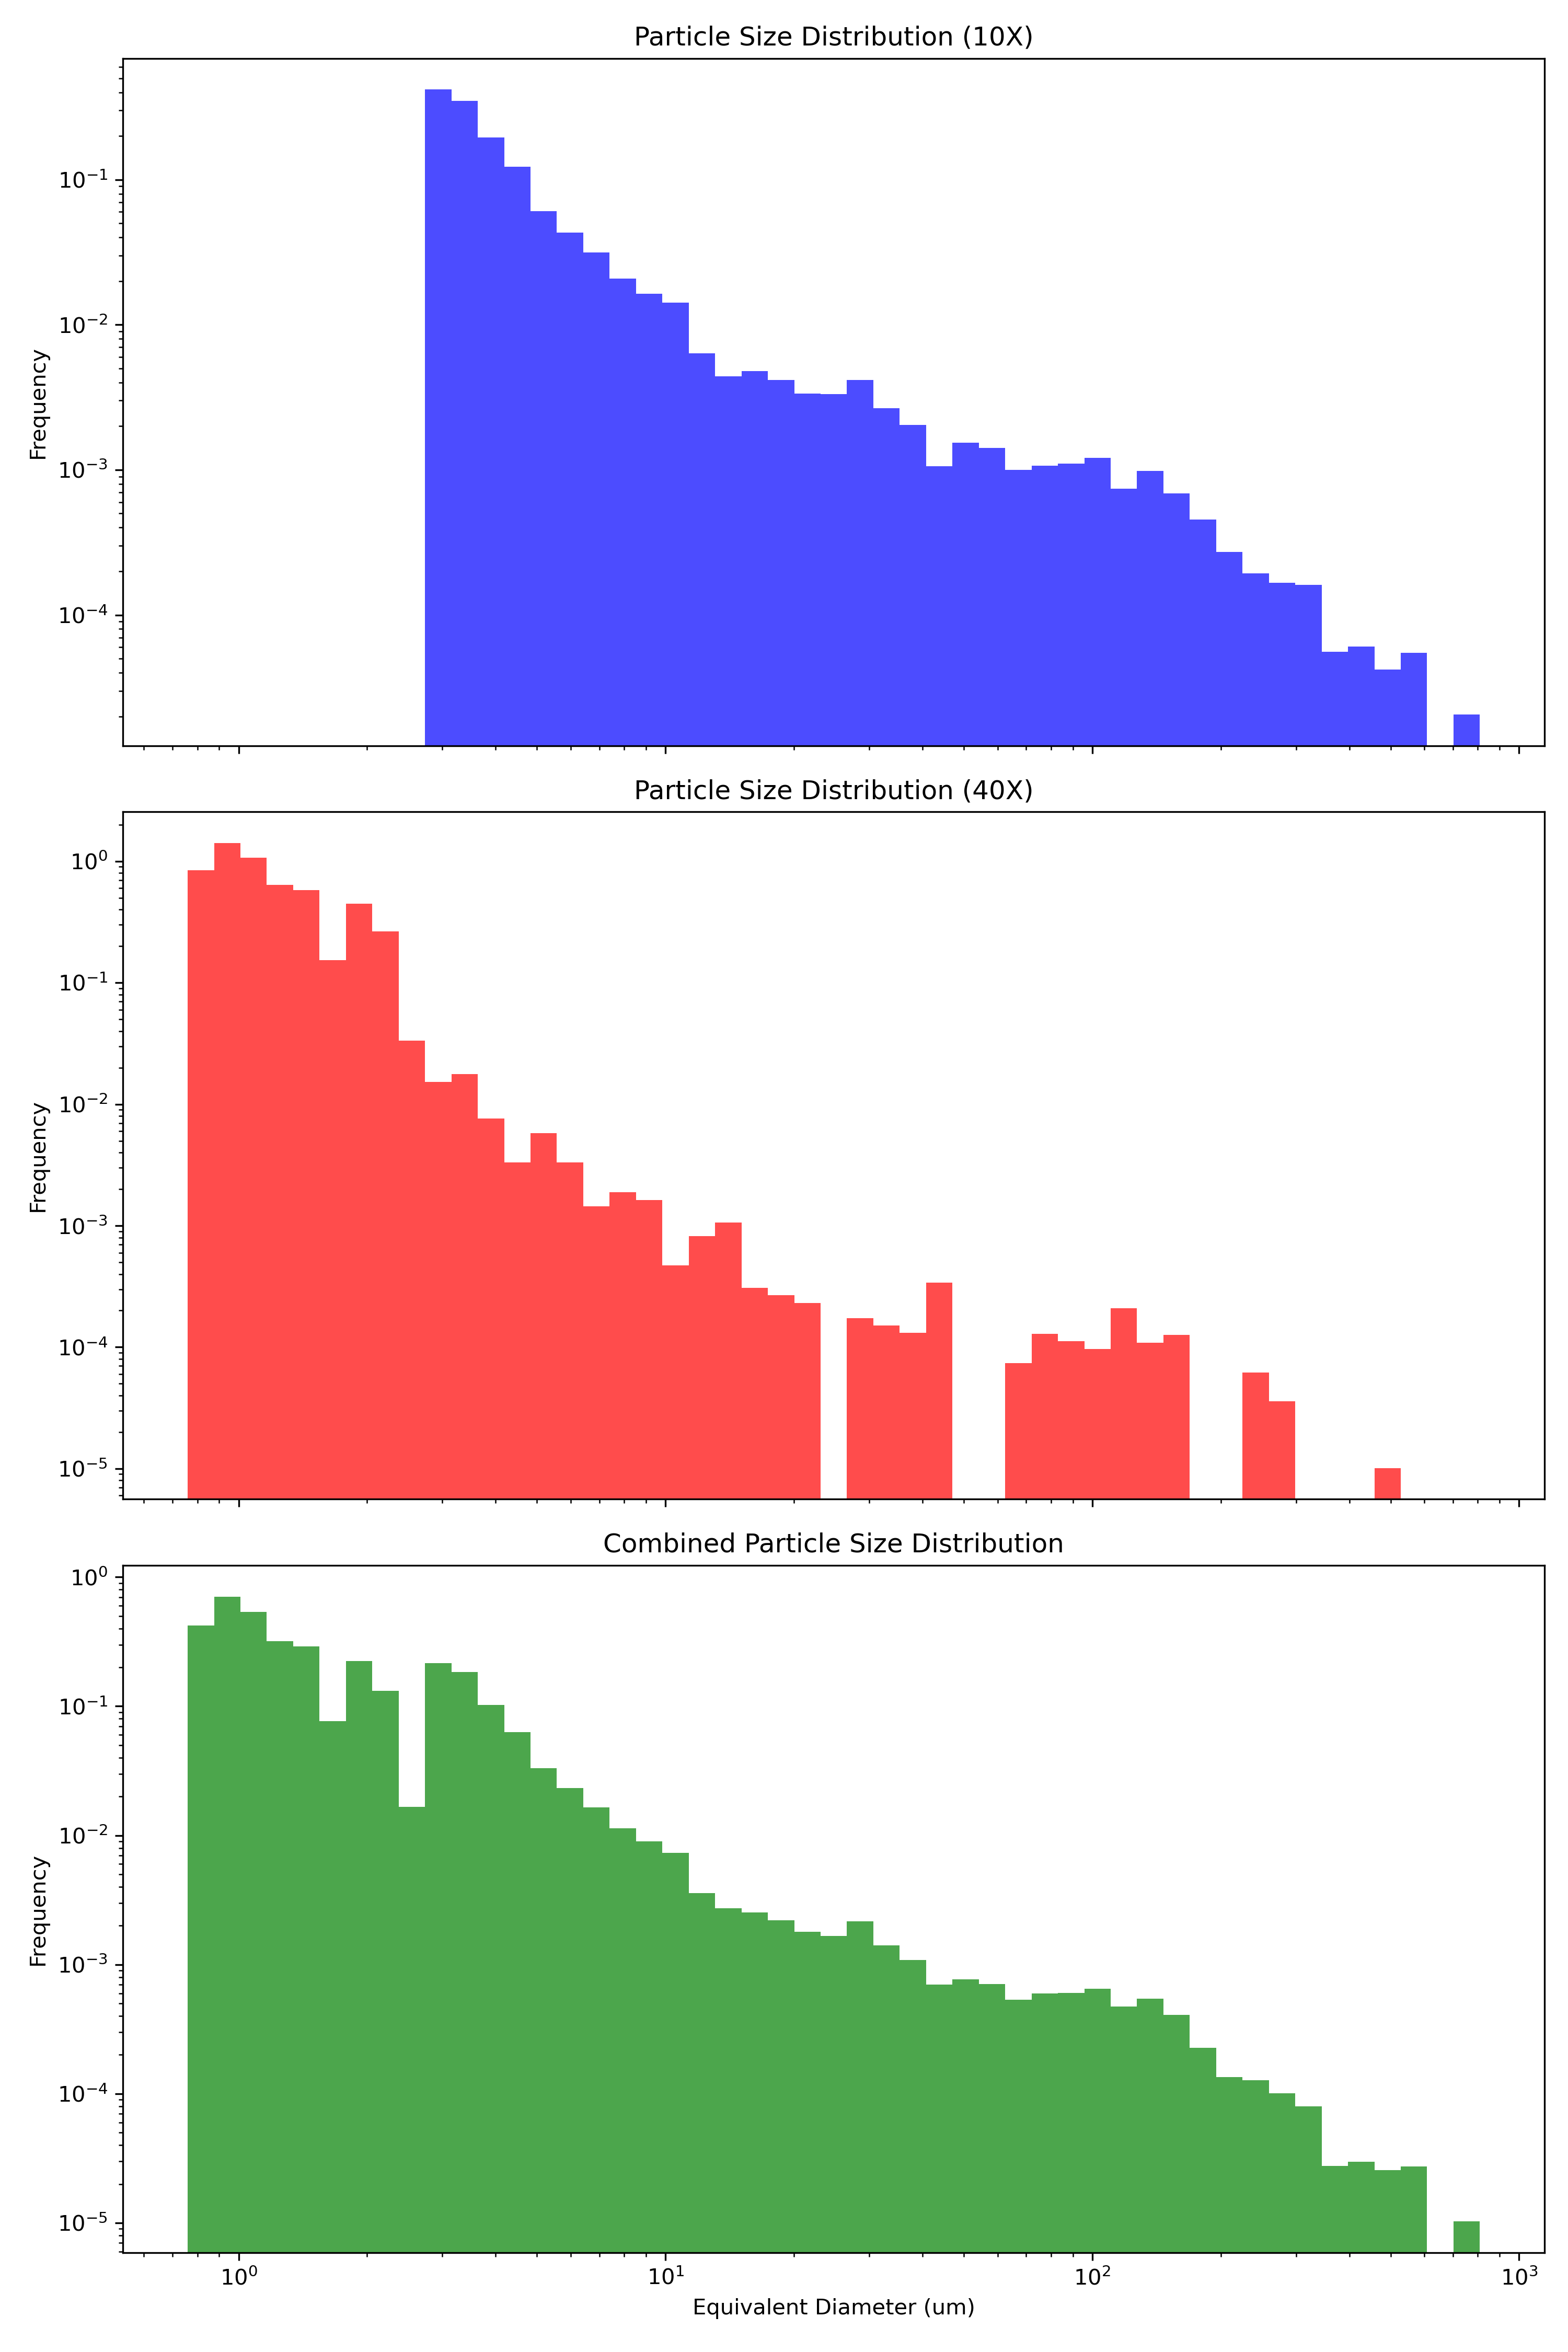 Particle Size Distribution (10X)
10⁻¹
10⁻²
10⁻³
10⁻⁴
Frequency
Particle Size Distribution (40X)
10⁰
10⁻¹
10⁻²
10⁻³
10⁻⁴
10⁻⁵
Frequency
Combined Particle Size Distribution
10⁰
10⁻¹
10⁻²
10⁻³
10⁻⁴
10⁻⁵
Frequency
10⁰ 10¹ 10² 10³
Equivalent Diameter (um)